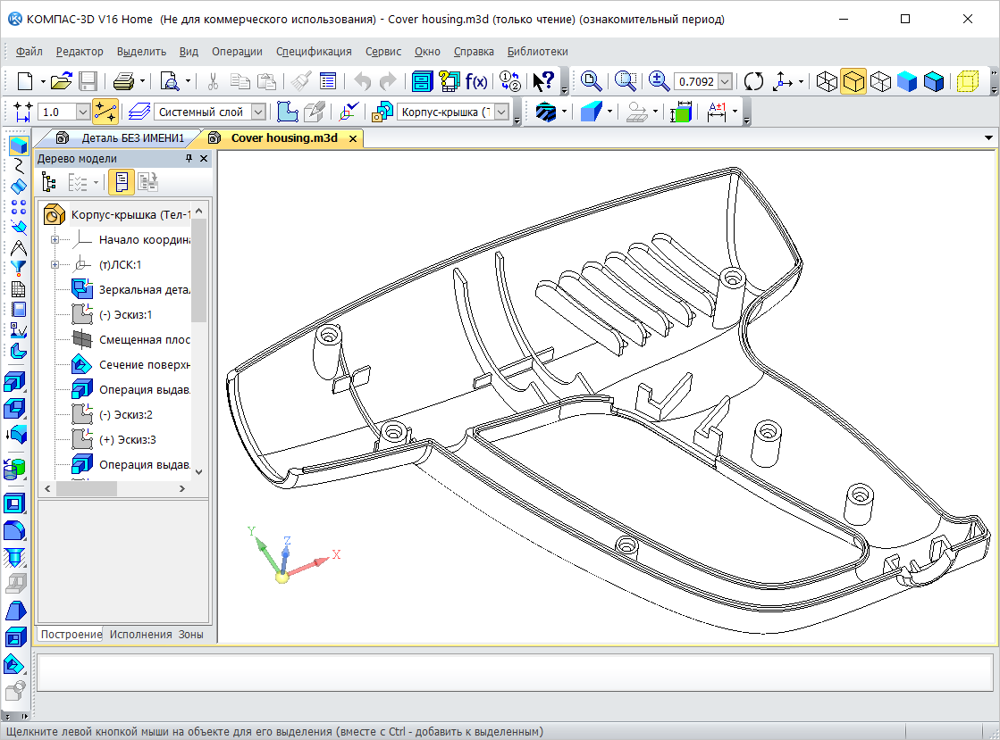 КОМПАС-3D V16 Home (Не для коммерческого использования) - Cover housing.m3d (только чтение) (ознакомительный период)
Файл Редактор Выделить Вид Операции Спецификация Сервис Окно Справка Библиотеки
f(x) 0.7092
1.0 Системный слой Корпус-крышка (Т
Деталь БЕЗ ИМЕНИ1 Cover housing.m3d
Дерево модели
Корпус-крышка (Тел-1
Начало координа
(т)ЛСК:1
Зеркальная детал
(-) Эскиз:1
Смещенная плос
Сечение поверхн
Операция выдав
(-) Эскиз:2
(+) Эскиз:3
Операция выдав
Y
Z
X
Построение Исполнения Зоны
Щелкните левой кнопкой мыши на объекте для его выделения (вместе с Ctrl - добавить к выделенным)